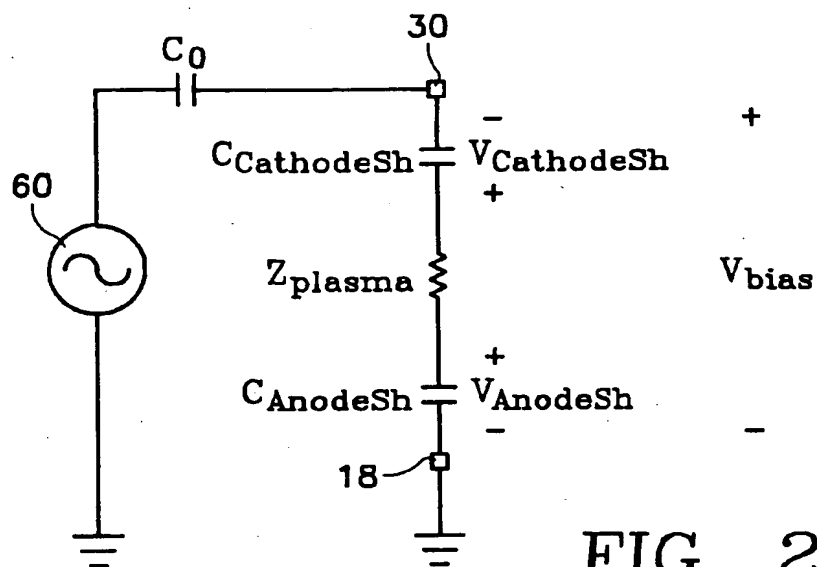 30
C0
−
+
CCathodeSh
VCathodeSh
+
60
Zplasma
Vbias
+
CAnodeSh
VAnodeSh
−
−
18
FIG. 2